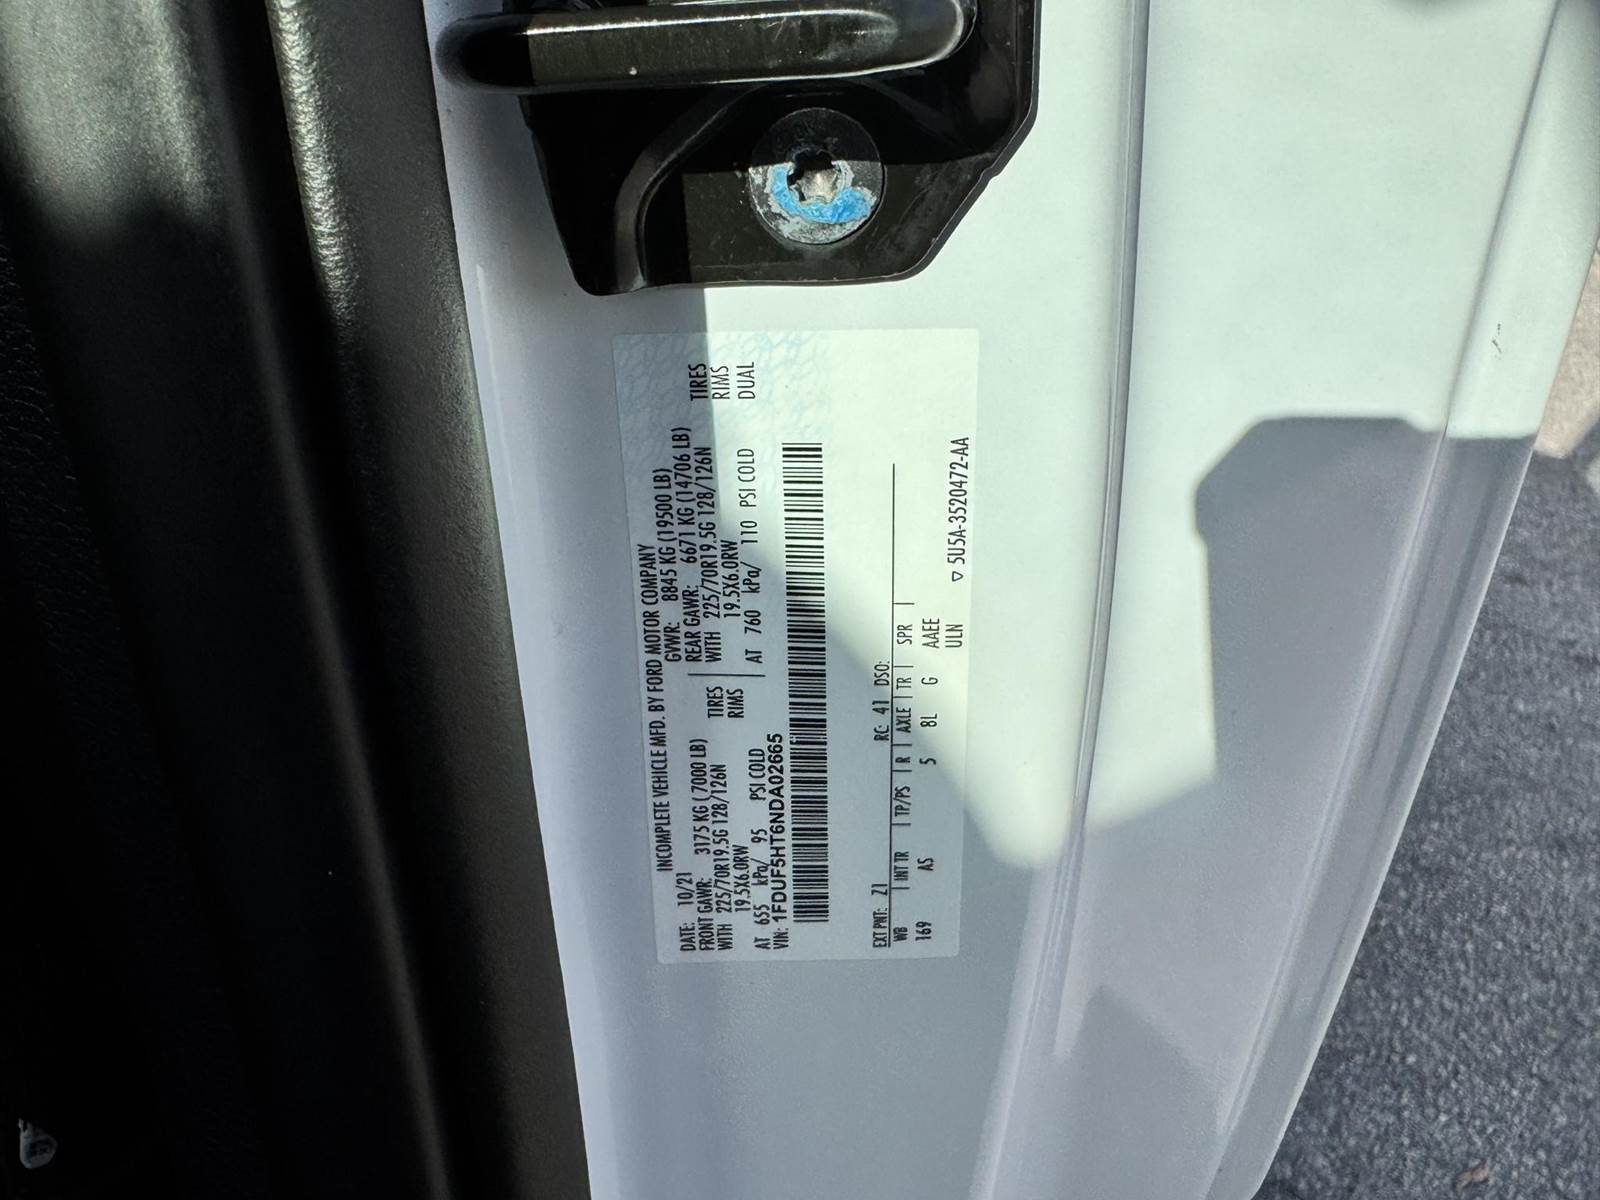 INCOMPLETE VEHICLE MFD. BY FORD MOTOR COMPANY
DATE: 10/21 GVWR: 8845 KG (19500 LB)
FRONT GAWR: 3175 KG (7000 LB) REAR GAWR: 6671 KG (14706 LB)
WITH 225/70R19.5G 128/126N TIRES WITH 225/70R19.5G 128/126N TIRES
19.5X6.0RW RIMS 19.5X6.0RW RIMS
AT 655 kPa/ 95 PSI COLD AT 760 kPa/ 110 PSI COLD DUAL
VIN: 1FDUF5HT6NDA02665
EXT PNT: Z1 RC: 41 DSO:
WB INT TR TP/PS R AXLE TR SPR
169 AS 5 8L G AAEE
ULN
▽ 5U5A-3520472-AA